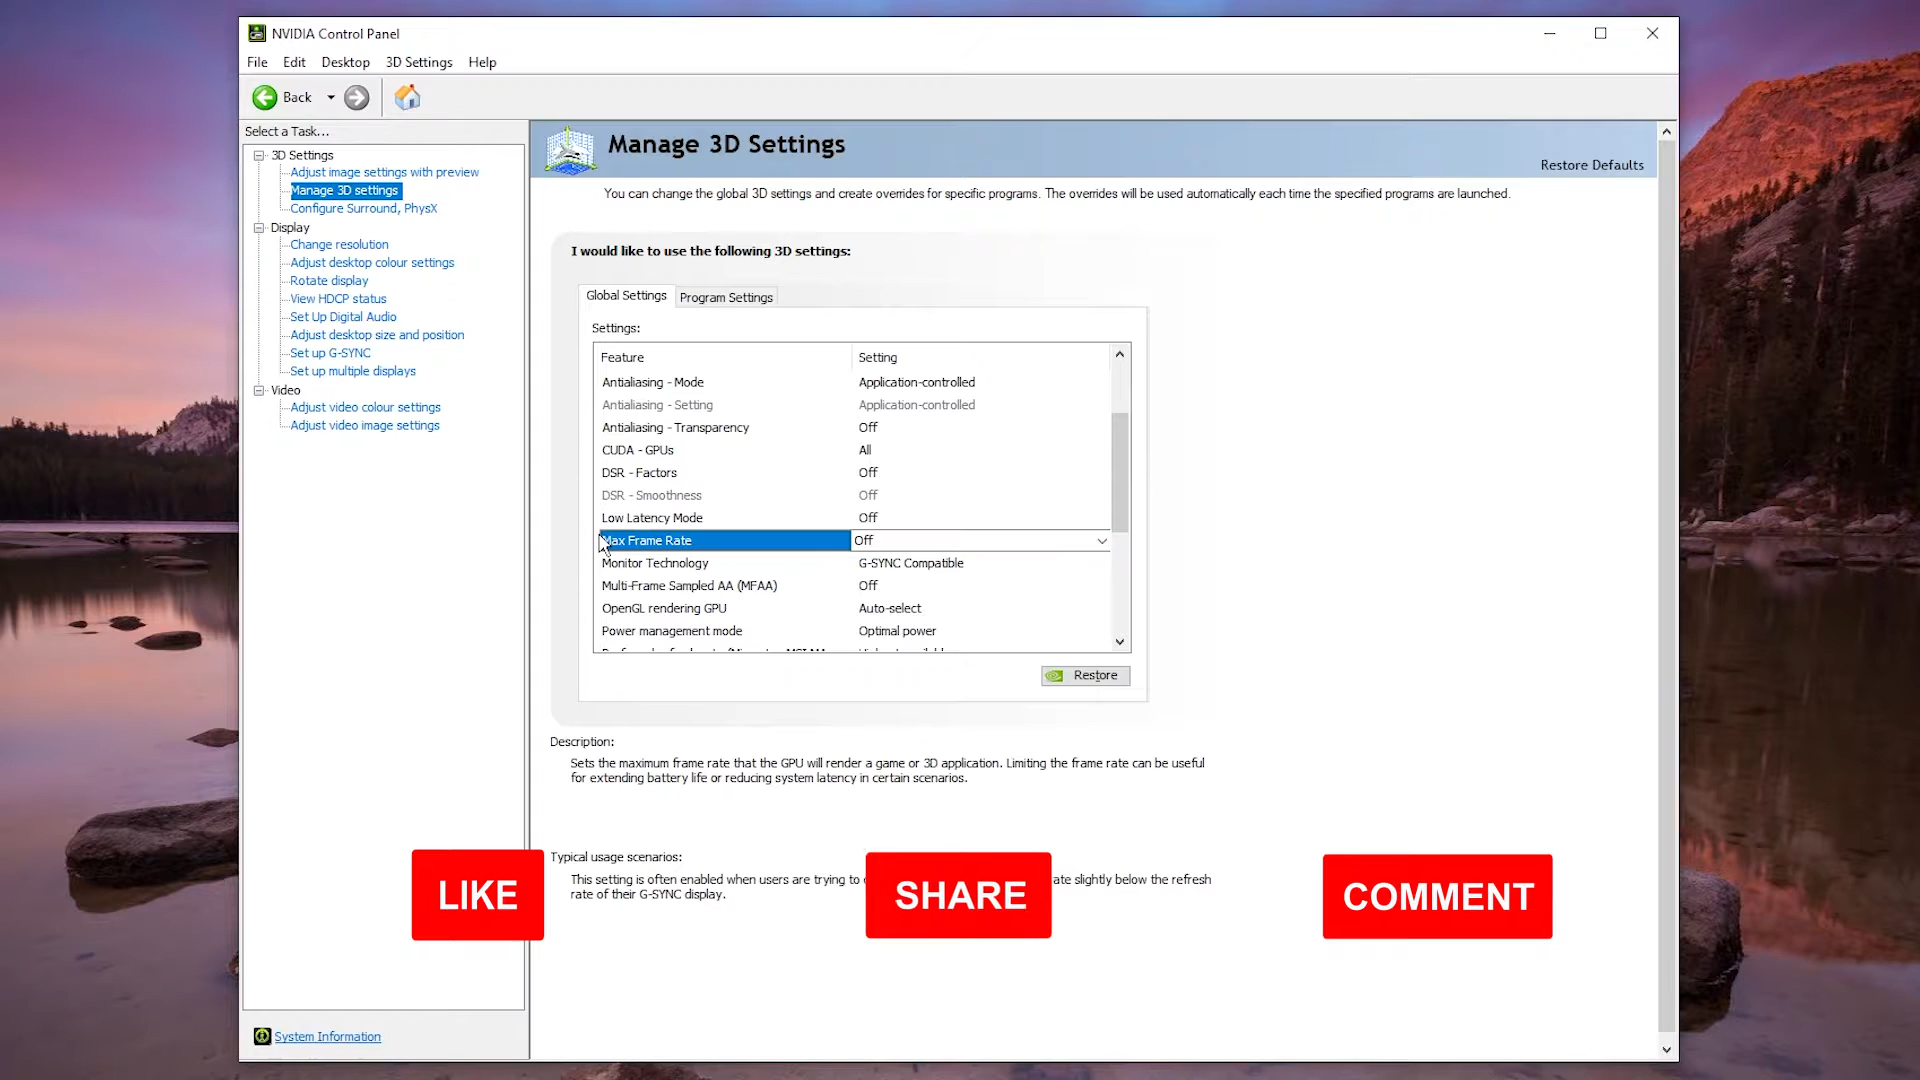 NVIDIA Control Panel
File Edit Desktop 3D Settings Help
Back
Select a Task...
3D Settings
Adjust image settings with preview
Manage 3D settings
Configure Surround, PhysX
Display
Change resolution
Adjust desktop colour settings
Rotate display
View HDCP status
Set Up Digital Audio
Adjust desktop size and position
Set up G-SYNC
Set up multiple displays
Video
Adjust video colour settings
Adjust video image settings
System Information
Manage 3D Settings
Restore Defaults
You can change the global 3D settings and create overrides for specific programs. The overrides will be used automatically each time the specified programs are launched.
I would like to use the following 3D settings:
Global Settings Program Settings
Settings:
Feature Setting
Antialiasing - Mode Application-controlled
Antialiasing - Setting Application-controlled
Antialiasing - Transparency Off
CUDA - GPUs All
DSR - Factors Off
DSR - Smoothness Off
Low Latency Mode Off
Max Frame Rate Off
Monitor Technology G-SYNC Compatible
Multi-Frame Sampled AA (MFAA) Off
OpenGL rendering GPU Auto-select
Power management mode Optimal power
Restore
Description:
Sets the maximum frame rate that the GPU will render a game or 3D application. Limiting the frame rate can be useful
for extending battery life or reducing system latency in certain scenarios.
Typical usage scenarios:
This setting is often enabled when users are trying to ate slightly below the refresh
rate of their G-SYNC display.
LIKE
SHARE
COMMENT